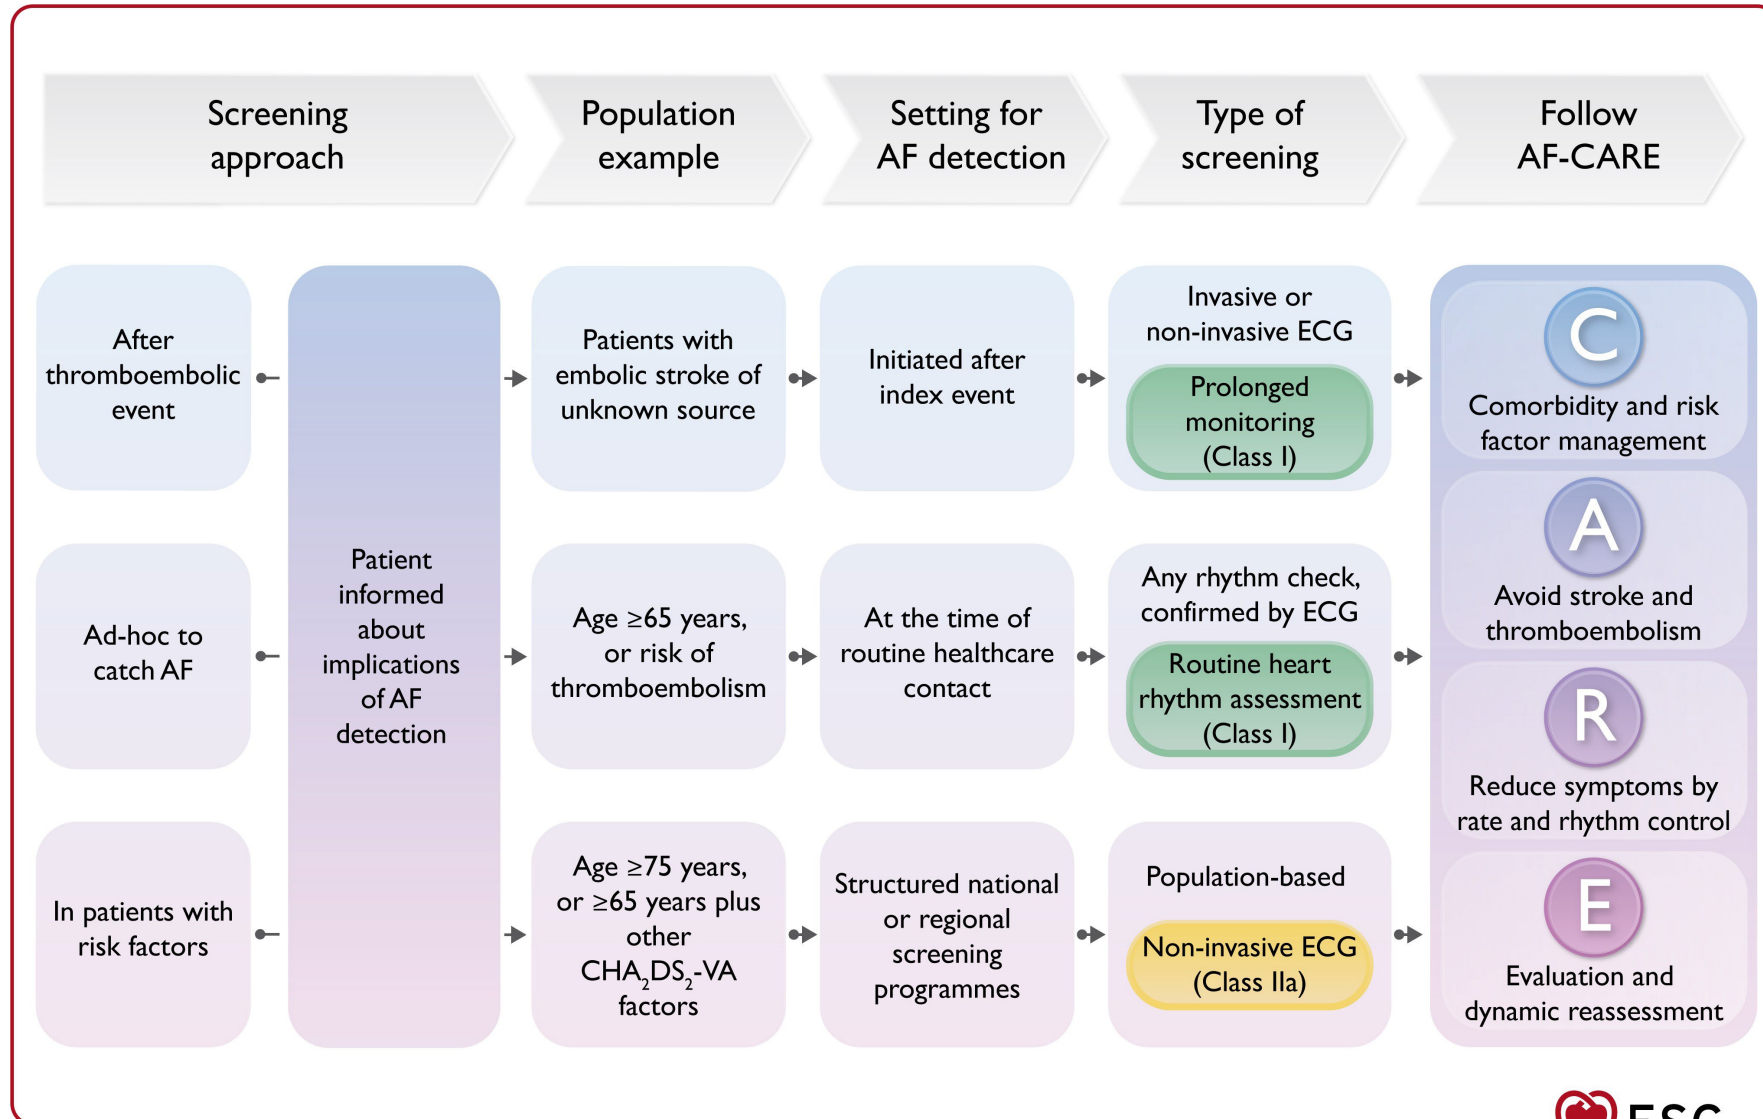 Screening
approach
Population
example
Setting for
AF detection
Type of
screening
Follow
AF-CARE
After
thromboembolic
event
Patient
informed
about
implications
of AF
detection
Patients with
embolic stroke of
unknown source
Initiated after
index event
Invasive or
non-invasive ECG
Prolonged
monitoring
(Class I)
Ad-hoc to
catch AF
Age ≥65 years,
or risk of
thromboembolism
At the time of
routine healthcare
contact
Any rhythm check,
confirmed by ECG
Routine heart
rhythm assessment
(Class I)
In patients with
risk factors
Age ≥75 years,
or ≥65 years plus
other
CHA₂DS₂-VA
factors
Structured national
or regional
screening
programmes
Population-based
Non-invasive ECG
(Class IIa)
C
Comorbidity and risk
factor management
A
Avoid stroke and
thromboembolism
R
Reduce symptoms by
rate and rhythm control
E
Evaluation and
dynamic reassessment
ESC